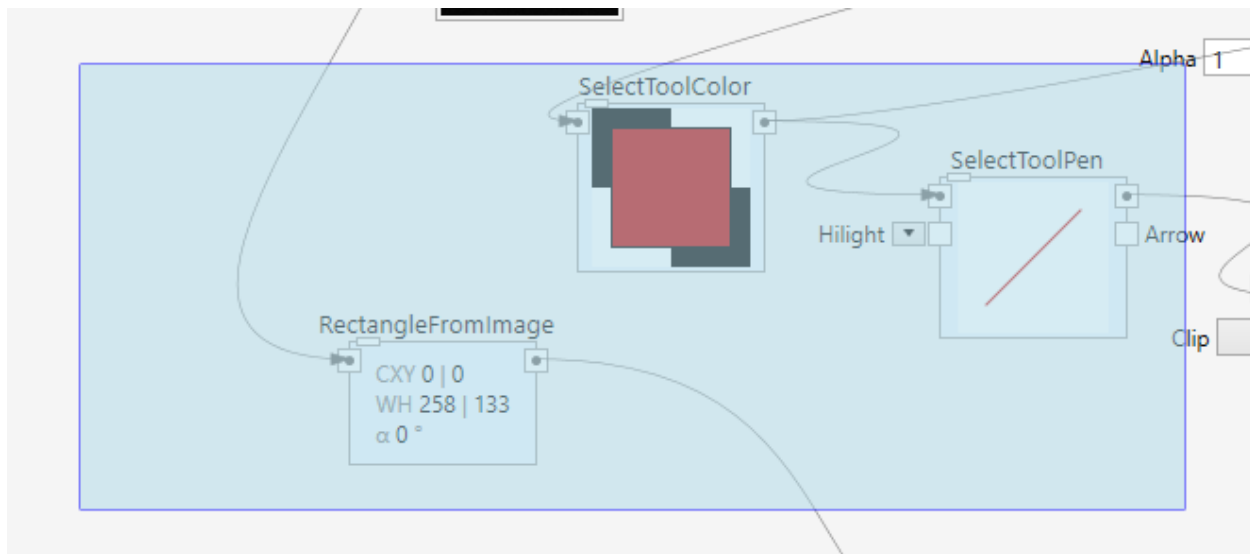 Alpha 1
SelectToolColor
SelectToolPen
Hilight
Arrow
RectangleFromImage
CXY 0 | 0
WH 258 | 133
α 0 °
Clip